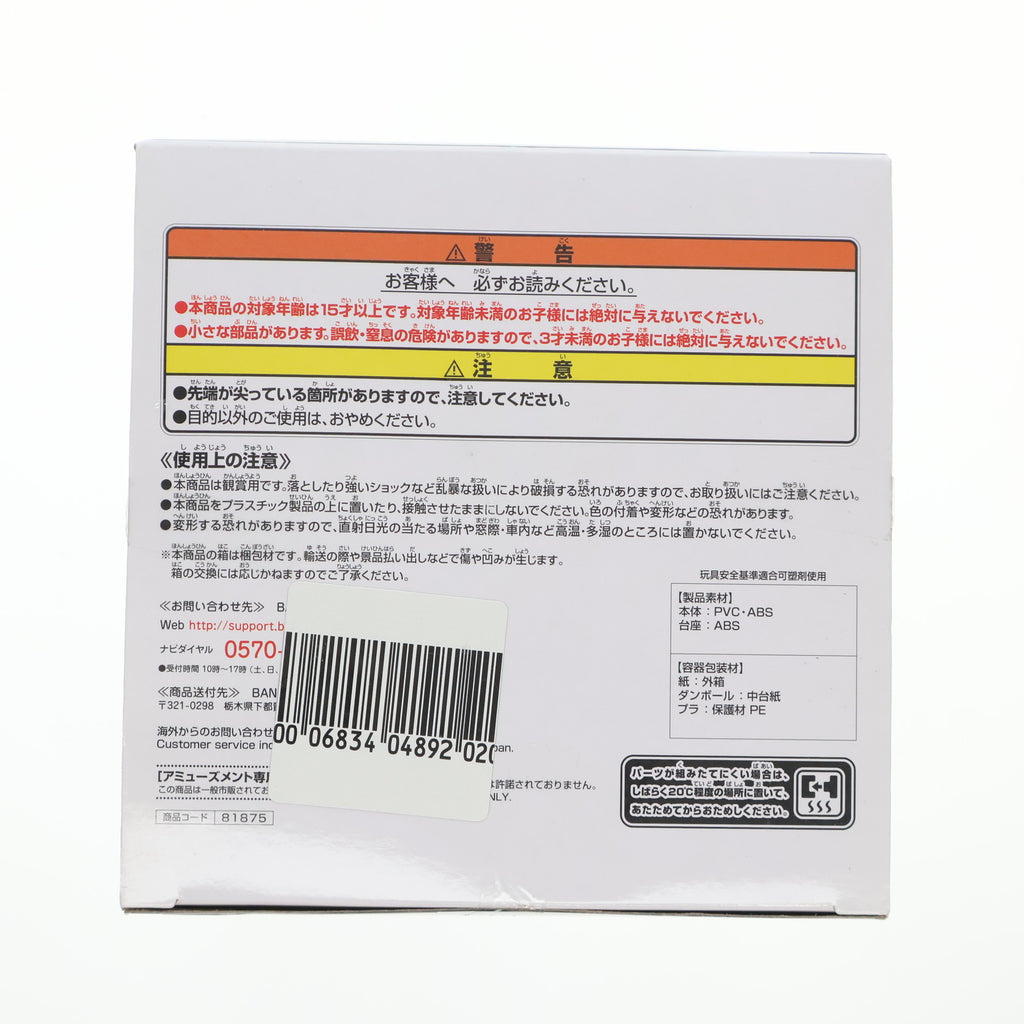 ⚠警告
お客様へ 必ずお読みください。
●本商品の対象年齢は15才以上です。対象年齢未満のお子様には絶対に与えないでください。
●小さな部品があります。誤飲・窒息の危険がありますので、3才未満のお子様には絶対に与えないでください。
⚠注意
●先端が尖っている箇所がありますので、注意してください。
●目的以外のご使用は、おやめください。
《使用上の注意》
●本商品は観賞用です。落としたり強いショックなど乱暴な扱いにより破損する恐れがありますので、お取り扱いにはご注意ください。
●本商品をプラスチック製品の上に置いたり、接触させたままにしないでください。色の付着や変形などの恐れがあります。
●変形する恐れがありますので、直射日光の当たる場所や窓際・車内など高温・多湿のところには置かないでください。
※本商品の箱は梱包材です。輸送の際や景品払い出しなどで傷や凹みが生じます。
箱の交換には応じかねますのでご了承ください。
《お問い合わせ先》 BA
Web http://support.b
ナビダイヤル 0570-
●受付時間 10時〜17時(土、日、
《商品送付先》 BAN
〒321-0298 栃木県下都
海外からのお問い合わせ
Customer service inc
pan.
【アミューズメント専
この商品は一般市販されてお
は許諾されておりません。
NLY.
商品コード 81875
00 06834 04892 020
玩具安全基準適合可塑剤使用
【製品素材】
本体:PVC・ABS
台座:ABS
【容器包装材】
紙:外箱
ダンボール:中台紙
プラ:保護材 PE
パーツが組みたてにくい場合は、
しばらく20℃程度の場所に置いて、
あたためてからおためしください。